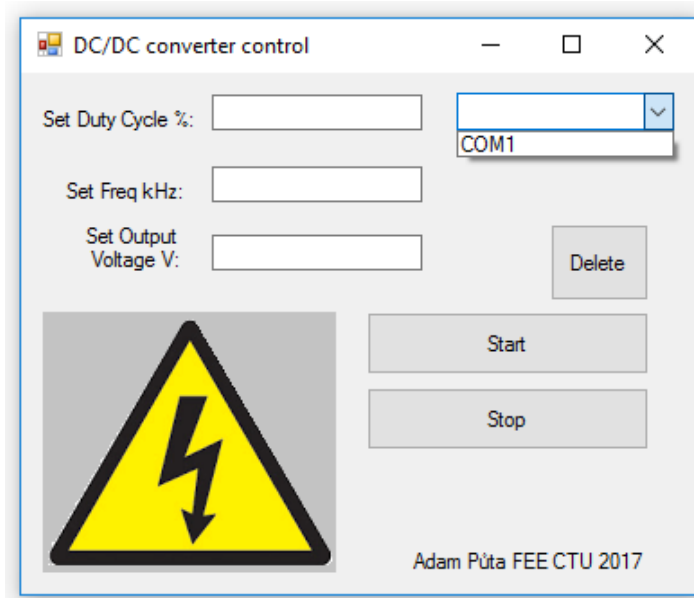 DC/DC converter control
Set Duty Cycle %:
COM1
Set Freq kHz:
Set Output
Voltage V:
Delete
Start
Stop
Adam Půta FEE CTU 2017